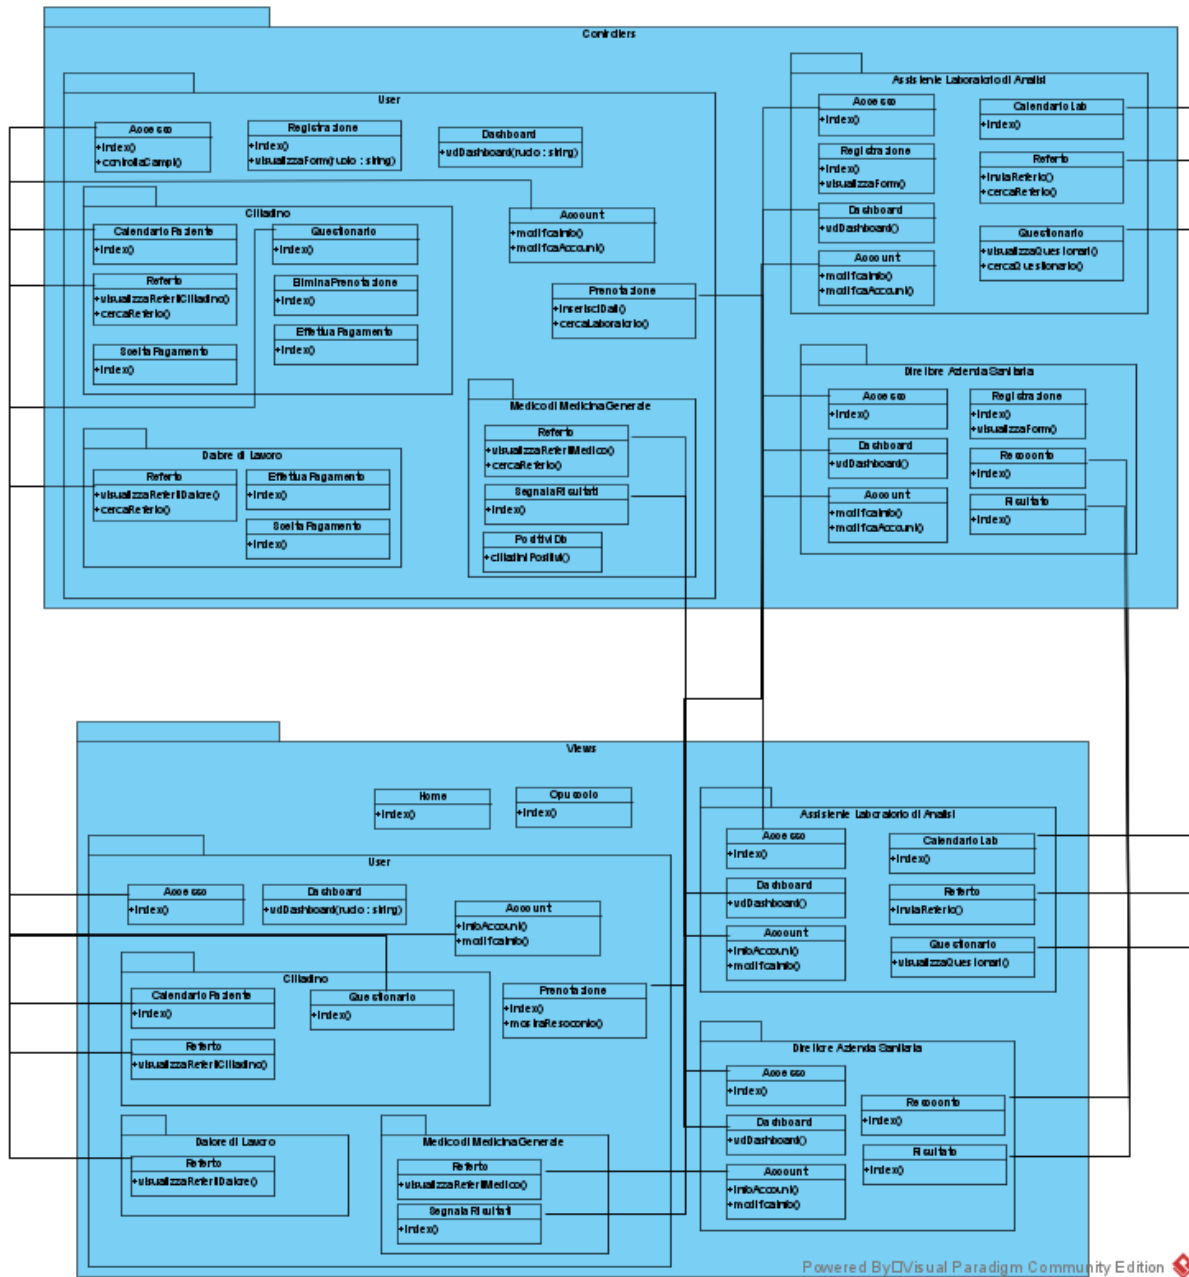 Controllers
User
Accesso
+index()
+controllaCampi()
Registrazione
+index()
+visualizzaForm(ruolo : string)
Dashboard
+udDashboard(ruolo : string)
Cittadino
Calendario Paziente
+index()
Questionario
+index()
Referto
+visualizzaRefertiCittadino()
+cercaReferto()
EliminaPrenotazione
+index()
Effettua Pagamento
+index()
Scelta Pagamento
+index()
Account
+modificaInfo()
+modificaAccount()
Prenotazione
+inserisciDati()
+cercaLaboratorio()
Datore di Lavoro
Referto
+visualizzaRefertiDatore()
+cercaReferto()
Effettua Pagamento
+index()
Scelta Pagamento
+index()
Medico di Medicina Generale
Referto
+visualizzaRefertiMedico()
+cercaReferto()
Segnala Risultati
+index()
PositiviDb
+cittadiniPositivi()
Assistente Laboratorio di Analisi
Accesso
+index()
Calendario Lab
+index()
Registrazione
+index()
+visualizzaForm()
Referto
+inviaReferto()
+cercaReferto()
Dashboard
+udDashboard()
Questionario
+visualizzaQuestionari()
+cercaQuestionario()
Account
+modificaInfo()
+modificaAccount()
Direttore Azienda Sanitaria
Accesso
+index()
Registrazione
+index()
+visualizzaForm()
Dashboard
+udDashboard()
Resoconto
+index()
Account
+modificaInfo()
+modificaAccount()
Risultato
+index()
Views
Home
+index()
Opuscolo
+index()
User
Accesso
+index()
Dashboard
+udDashboard(ruolo : string)
Account
+infoAccount()
+modificaInfo()
Cittadino
Calendario Paziente
+index()
Questionario
+index()
Referto
+visualizzaRefertiCittadino()
Prenotazione
+index()
+mostraResoconto()
Datore di Lavoro
Referto
+visualizzaRefertiDatore()
Medico di Medicina Generale
Referto
+visualizzaRefertiMedico()
Segnala Risultati
+index()
Assistente Laboratorio di Analisi
Accesso
+index()
Calendario Lab
+index()
Dashboard
+udDashboard()
Referto
+inviaReferto()
Account
+infoAccount()
+modificaInfo()
Questionario
+visualizzaQuestionari()
Direttore Azienda Sanitaria
Accesso
+index()
Resoconto
+index()
Dashboard
+udDashboard()
Risultato
+index()
Account
+infoAccount()
+modificaInfo()
Powered By Visual Paradigm Community Edition